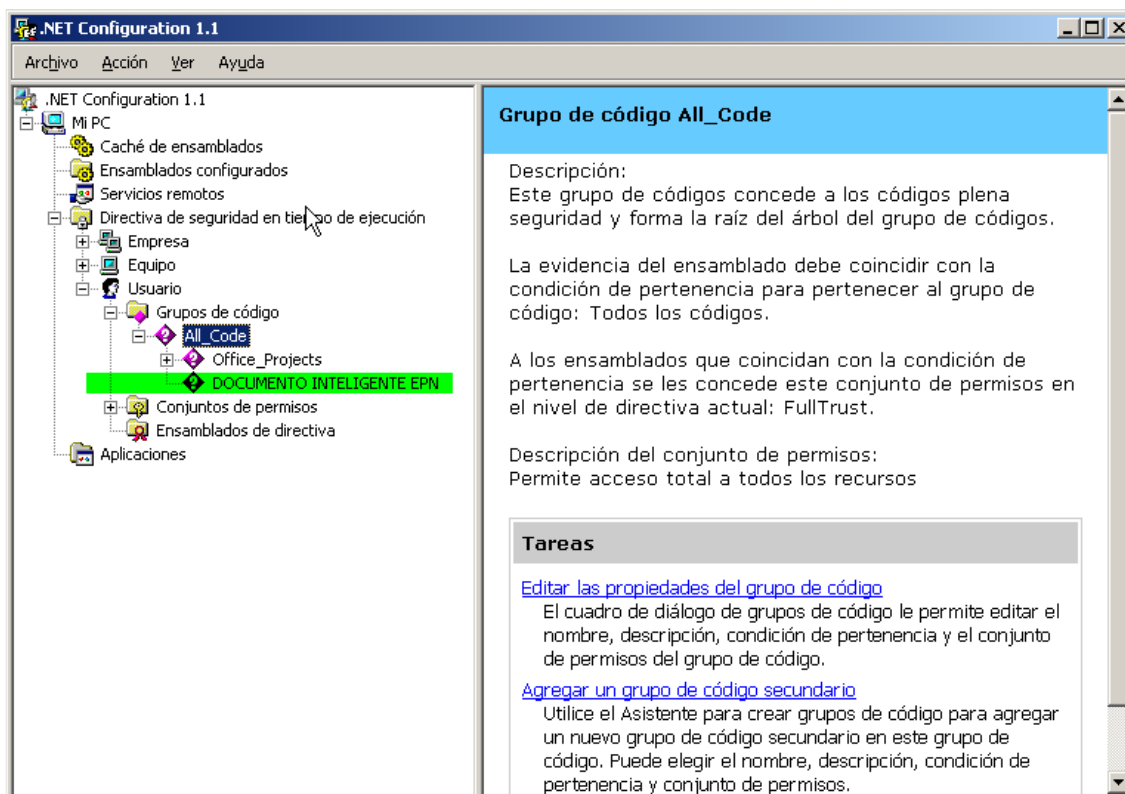 .NET Configuration 1.1
Archivo Acción Ver Ayuda
.NET Configuration 1.1
Mi PC
Caché de ensamblados
Ensamblados configurados
Servicios remotos
Directiva de seguridad en tiempo de ejecución
Empresa
Equipo
Usuario
Grupos de código
All_Code
Office_Projects
DOCUMENTO INTELIGENTE EPN
Conjuntos de permisos
Ensamblados de directiva
Aplicaciones
Grupo de código All_Code
Descripción:
Este grupo de códigos concede a los códigos plena
seguridad y forma la raíz del árbol del grupo de códigos.
La evidencia del ensamblado debe coincidir con la
condición de pertenencia para pertenecer al grupo de
código: Todos los códigos.
A los ensamblados que coincidan con la condición de
pertenencia se les concede este conjunto de permisos en
el nivel de directiva actual: FullTrust.
Descripción del conjunto de permisos:
Permite acceso total a todos los recursos
Tareas
Editar las propiedades del grupo de código
El cuadro de diálogo de grupos de código le permite editar el
nombre, descripción, condición de pertenencia y el conjunto
de permisos del grupo de código.
Agregar un grupo de código secundario
Utilice el Asistente para crear grupos de código para agregar
un nuevo grupo de código secundario en este grupo de
código. Puede elegir el nombre, descripción, condición de
pertenencia y conjunto de permisos.